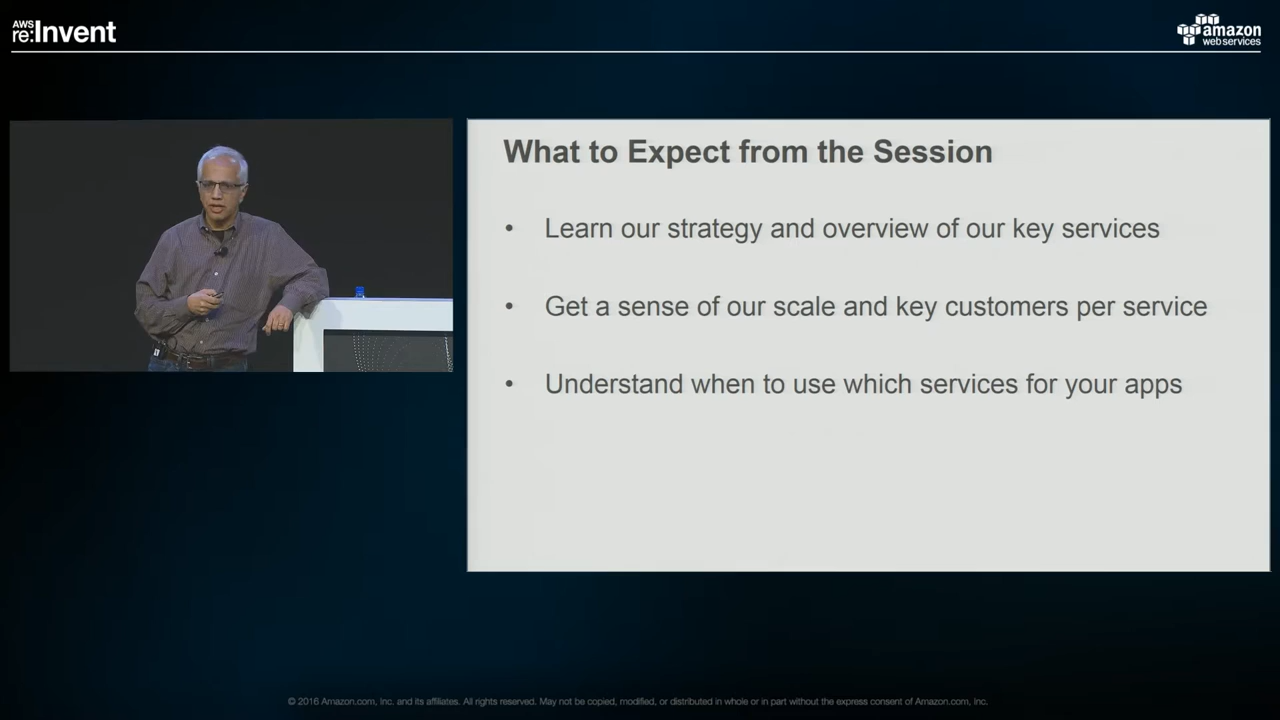 AWS
re:Invent
amazon
web services
What to Expect from the Session
• Learn our strategy and overview of our key services
• Get a sense of our scale and key customers per service
• Understand when to use which services for your apps
© 2016 Amazon.com, Inc. and its affiliates. All rights reserved. May not be copied, modified, or distributed in whole or in part without the express consent of Amazon.com, Inc.